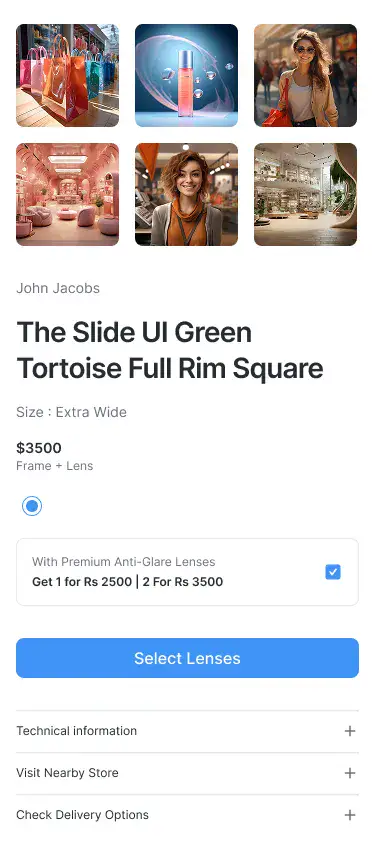 John Jacobs
The Slide UI Green
Tortoise Full Rim Square
Size : Extra Wide
$3500
Frame + Lens
With Premium Anti-Glare Lenses
Get 1 for Rs 2500 | 2 For Rs 3500
Select Lenses
Technical information
Visit Nearby Store
Check Delivery Options